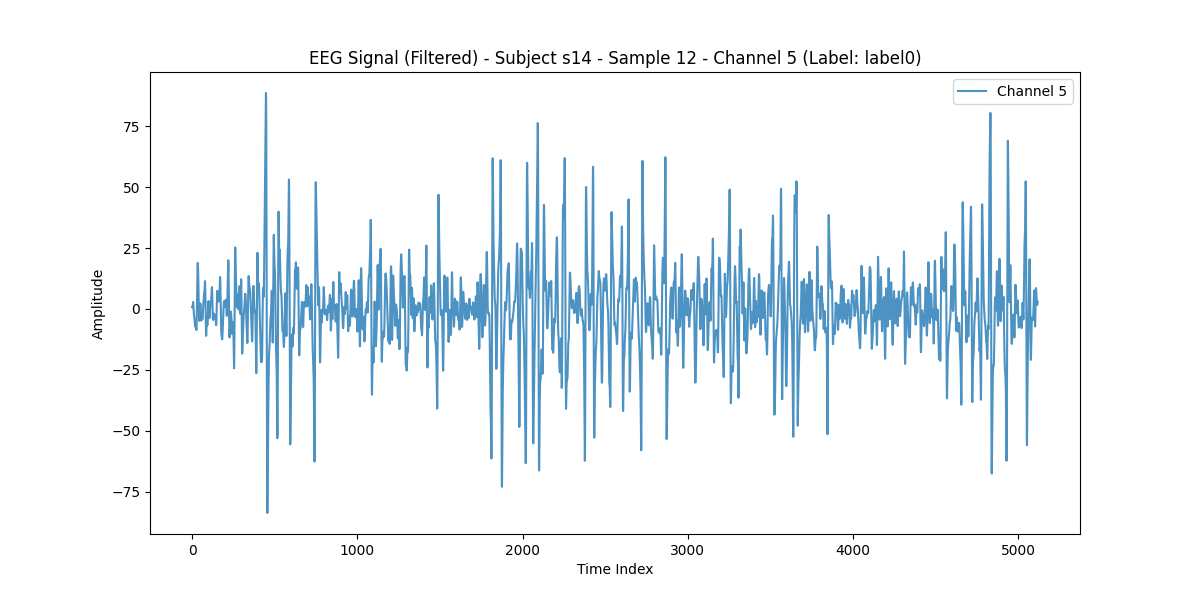 EEG Signal (Filtered) - Subject s14 - Sample 12 - Channel 5 (Label: label0)
Channel 5
75
50
25
0
−25
−50
−75
Amplitude
0 1000 2000 3000 4000 5000
Time Index